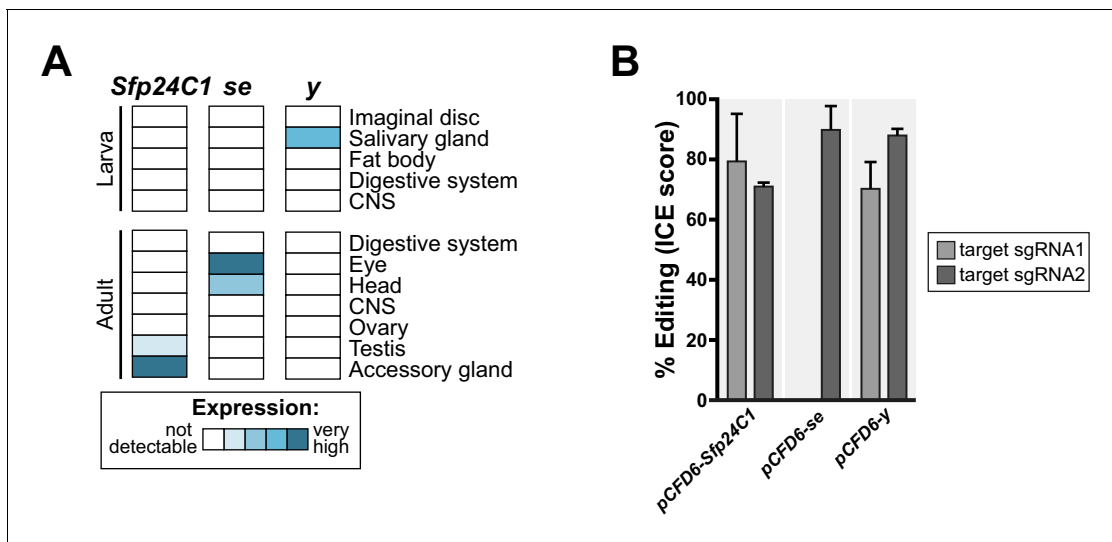 A
Sfp24C1 se y
Larva
Imaginal disc
Salivary gland
Fat body
Digestive system
CNS
Adult
Digestive system
Eye
Head
CNS
Ovary
Testis
Accessory gland
Expression:
not detectable
very high
B
% Editing (ICE score)
100
80
60
40
20
0
pCFD6-Sfp24C1
pCFD6-se
pCFD6-y
target sgRNA1
target sgRNA2